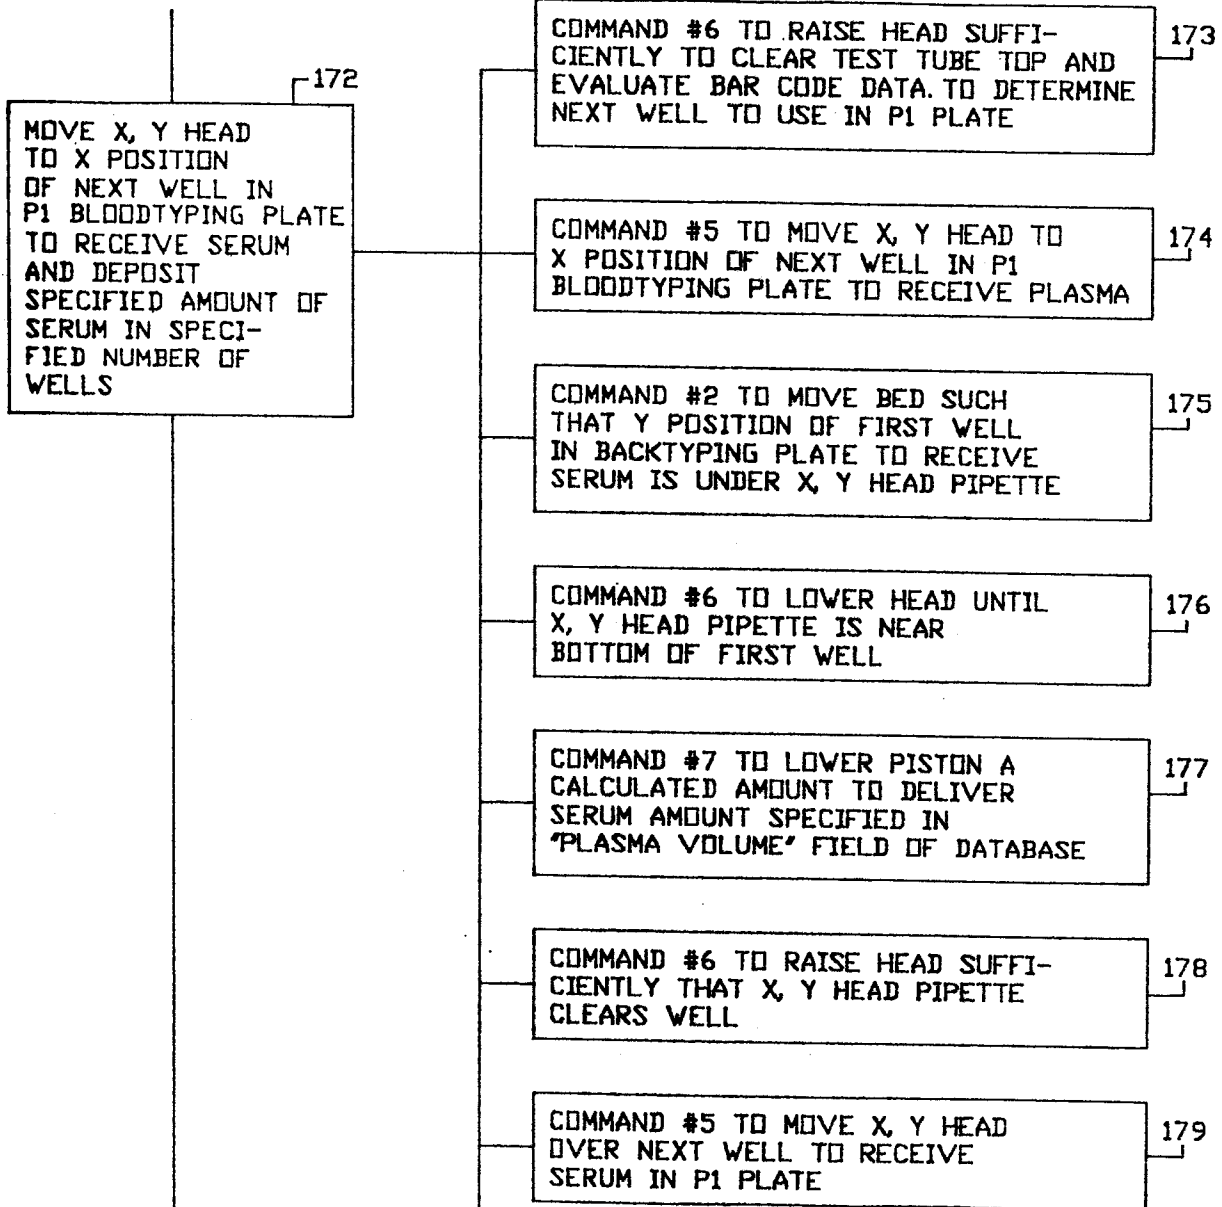 172
MOVE X, Y HEAD
TO X POSITION
OF NEXT WELL IN
P1 BLOODTYPING PLATE
TO RECEIVE SERUM
AND DEPOSIT
SPECIFIED AMOUNT OF
SERUM IN SPECI-
FIED NUMBER OF
WELLS
COMMAND #6 TO RAISE HEAD SUFFI-
CIENTLY TO CLEAR TEST TUBE TOP AND
EVALUATE BAR CODE DATA. TO DETERMINE
NEXT WELL TO USE IN P1 PLATE
173
COMMAND #5 TO MOVE X, Y HEAD TO
X POSITION OF NEXT WELL IN P1
BLOODTYPING PLATE TO RECEIVE PLASMA
174
COMMAND #2 TO MOVE BED SUCH
THAT Y POSITION OF FIRST WELL
IN BACKTYPING PLATE TO RECEIVE
SERUM IS UNDER X, Y HEAD PIPETTE
175
COMMAND #6 TO LOWER HEAD UNTIL
X, Y HEAD PIPETTE IS NEAR
BOTTOM OF FIRST WELL
176
COMMAND #7 TO LOWER PISTON A
CALCULATED AMOUNT TO DELIVER
SERUM AMOUNT SPECIFIED IN
"PLASMA VOLUME" FIELD OF DATABASE
177
COMMAND #6 TO RAISE HEAD SUFFI-
CIENTLY THAT X, Y HEAD PIPETTE
CLEARS WELL
178
COMMAND #5 TO MOVE X, Y HEAD
OVER NEXT WELL TO RECEIVE
SERUM IN P1 PLATE
179